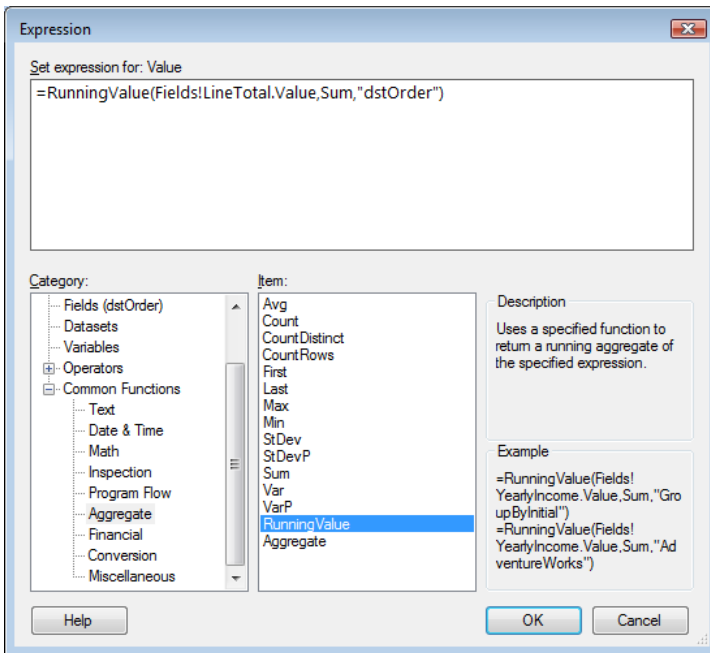 Expression
Set expression for: Value
=RunningValue(Fields!LineTotal.Value,Sum,"dstOrder")
Category:
Fields (dstOrder)
Datasets
Variables
Operators
Common Functions
Text
Date & Time
Math
Inspection
Program Flow
Aggregate
Financial
Conversion
Miscellaneous
Item:
Avg
Count
CountDistinct
CountRows
First
Last
Max
Min
StDev
StDevP
Sum
Var
VarP
RunningValue
Aggregate
Description
Uses a specified function to
return a running aggregate of
the specified expression.
Example
=RunningValue(Fields!
YearlyIncome.Value,Sum,"Gro
upByInitial")
=RunningValue(Fields!
YearlyIncome.Value,Sum,"Ad
ventureWorks")
Help
OK
Cancel